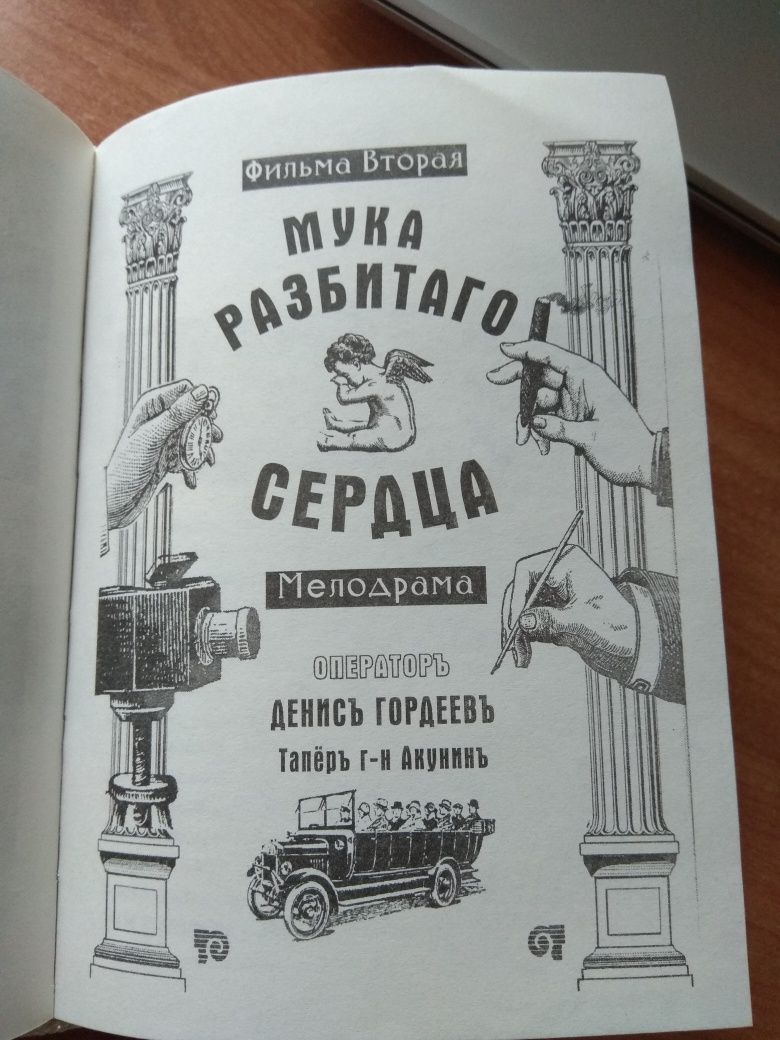 Фильма Вторая
МУКА
РАЗБИТАГО
СЕРДЦА
Мелодрама
ОПЕРАТОРЪ
ДЕНИСЪ ГОРДЕЕВЪ
Тапёръ г-н Акунинъ